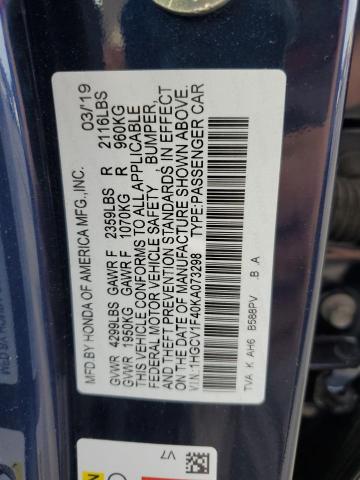 MFD BY HONDA OF AMERICA MFG.,INC. 03/19
GVWR 4299LBS GAWR F 2359LBS R 2116LBS
GVWR 1950KG GAWR F 1070KG R 960KG
THIS VEHICLE CONFORMS TO ALL APPLICABLE
FEDERAL MOTOR VEHICLE SAFETY , BUMPER,
AND THEFT PREVENTION STANDARDS IN EFFECT
ON THE DATE OF MANUFACTURE SHOWN ABOVE.
V.I.N.:1HGCV1F40KA073298 TYPE:PASSENGER CAR
TVA K AH6 B588PV .B .A
V7